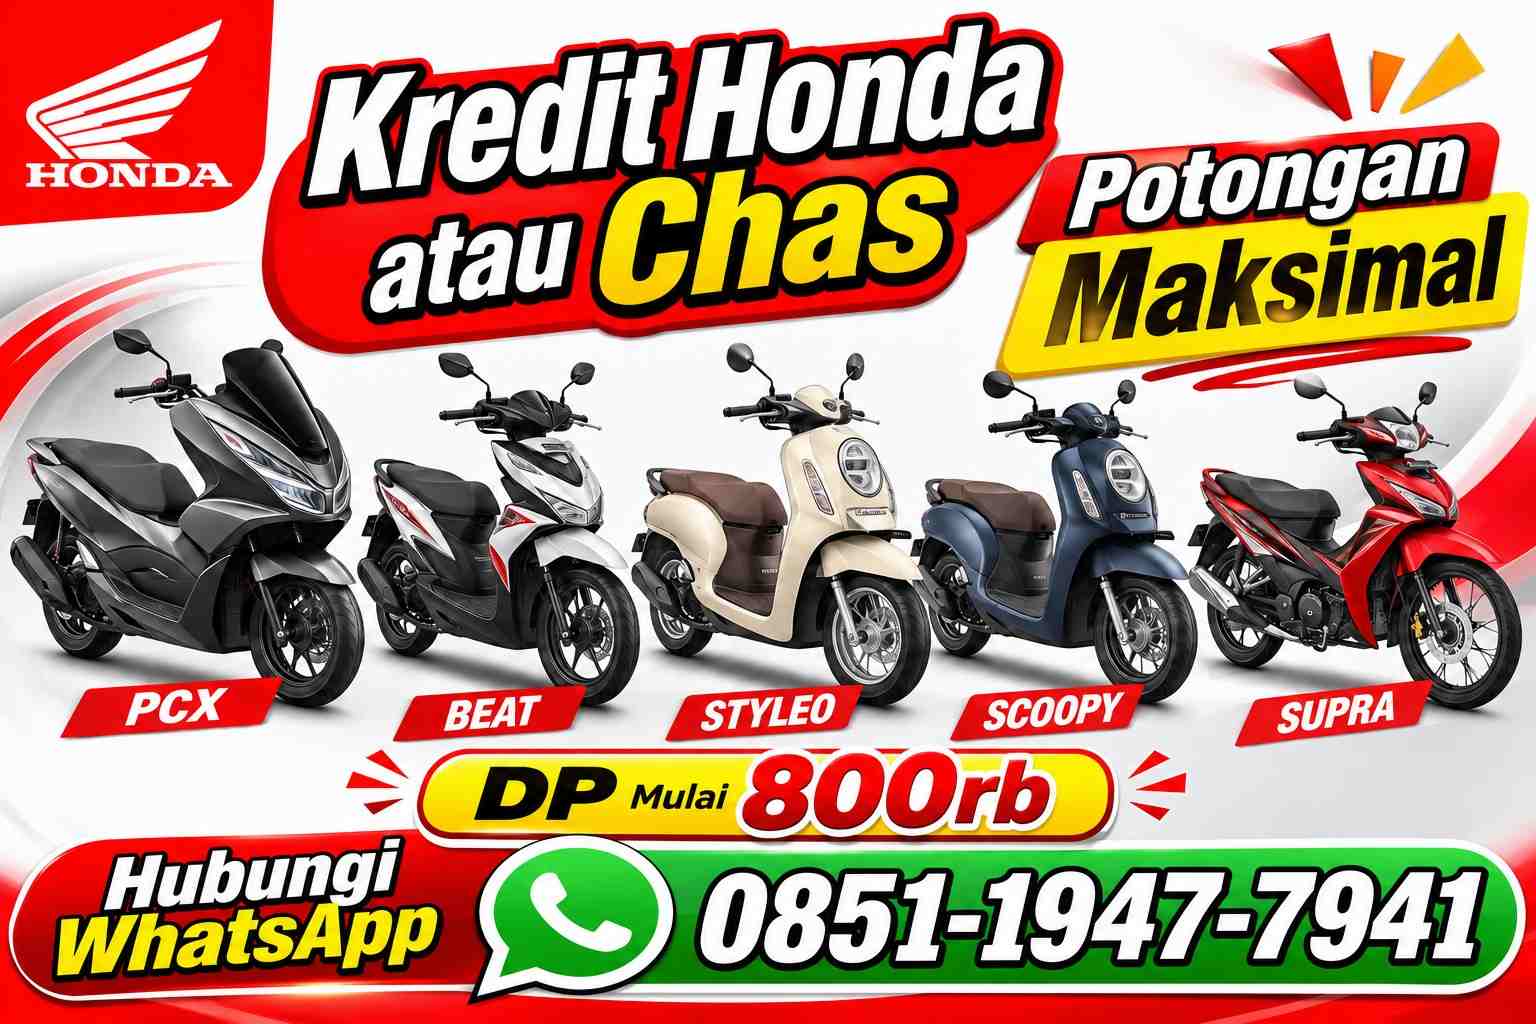 HONDA
Kredit Honda
atau Chas
Potongan
Maksimal
PCX
BEAT
STYLEO
SCOOPY
SUPRA
DP Mulai 800rb
Hubungi
WhatsApp
0851-1947-7941